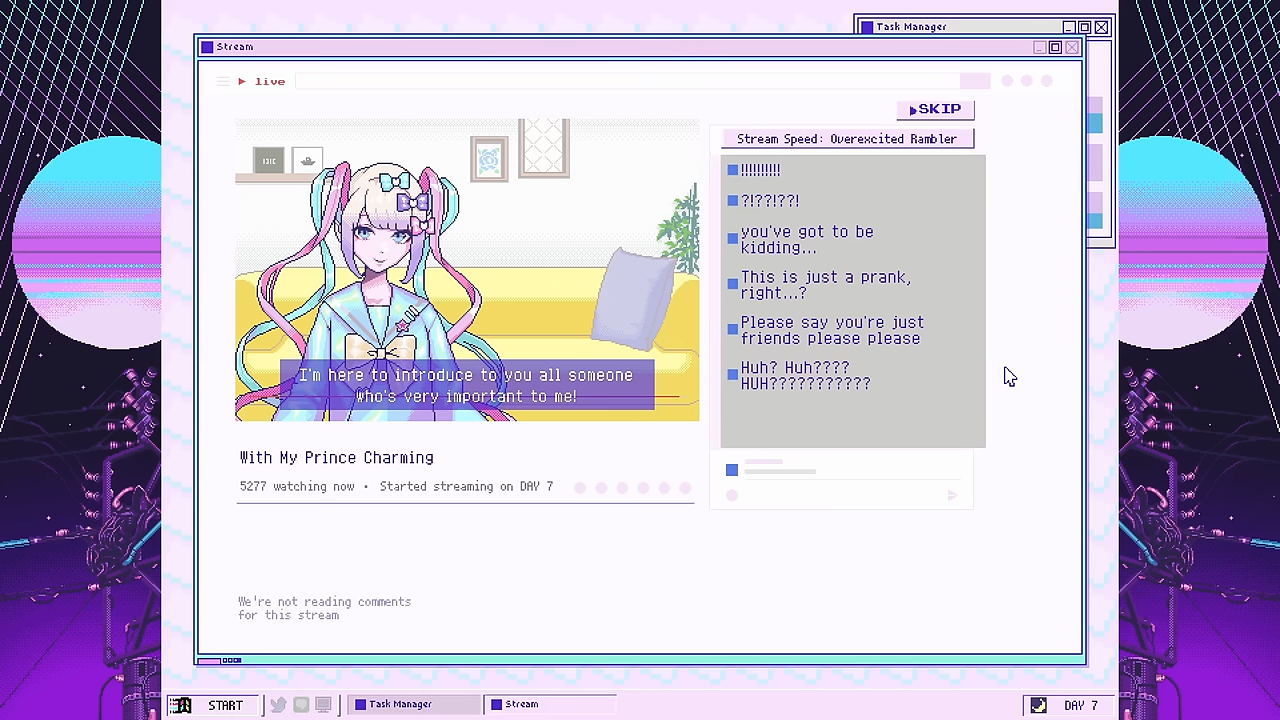 Task Manager
Stream
live
SKIP
Stream Speed: Overexcited Rambler
!!!!!!!!!!
?!??!??!
you've got to be
kidding...
This is just a prank,
right...?
Please say you're just
friends please please
Huh? Huh????
HUH???????????
I'm here to introduce to you all someone
who's very important to me!
With My Prince Charming
5277 watching now • Started streaming on DAY 7
We're not reading comments
for this stream
START
Task Manager
Stream
DAY 7